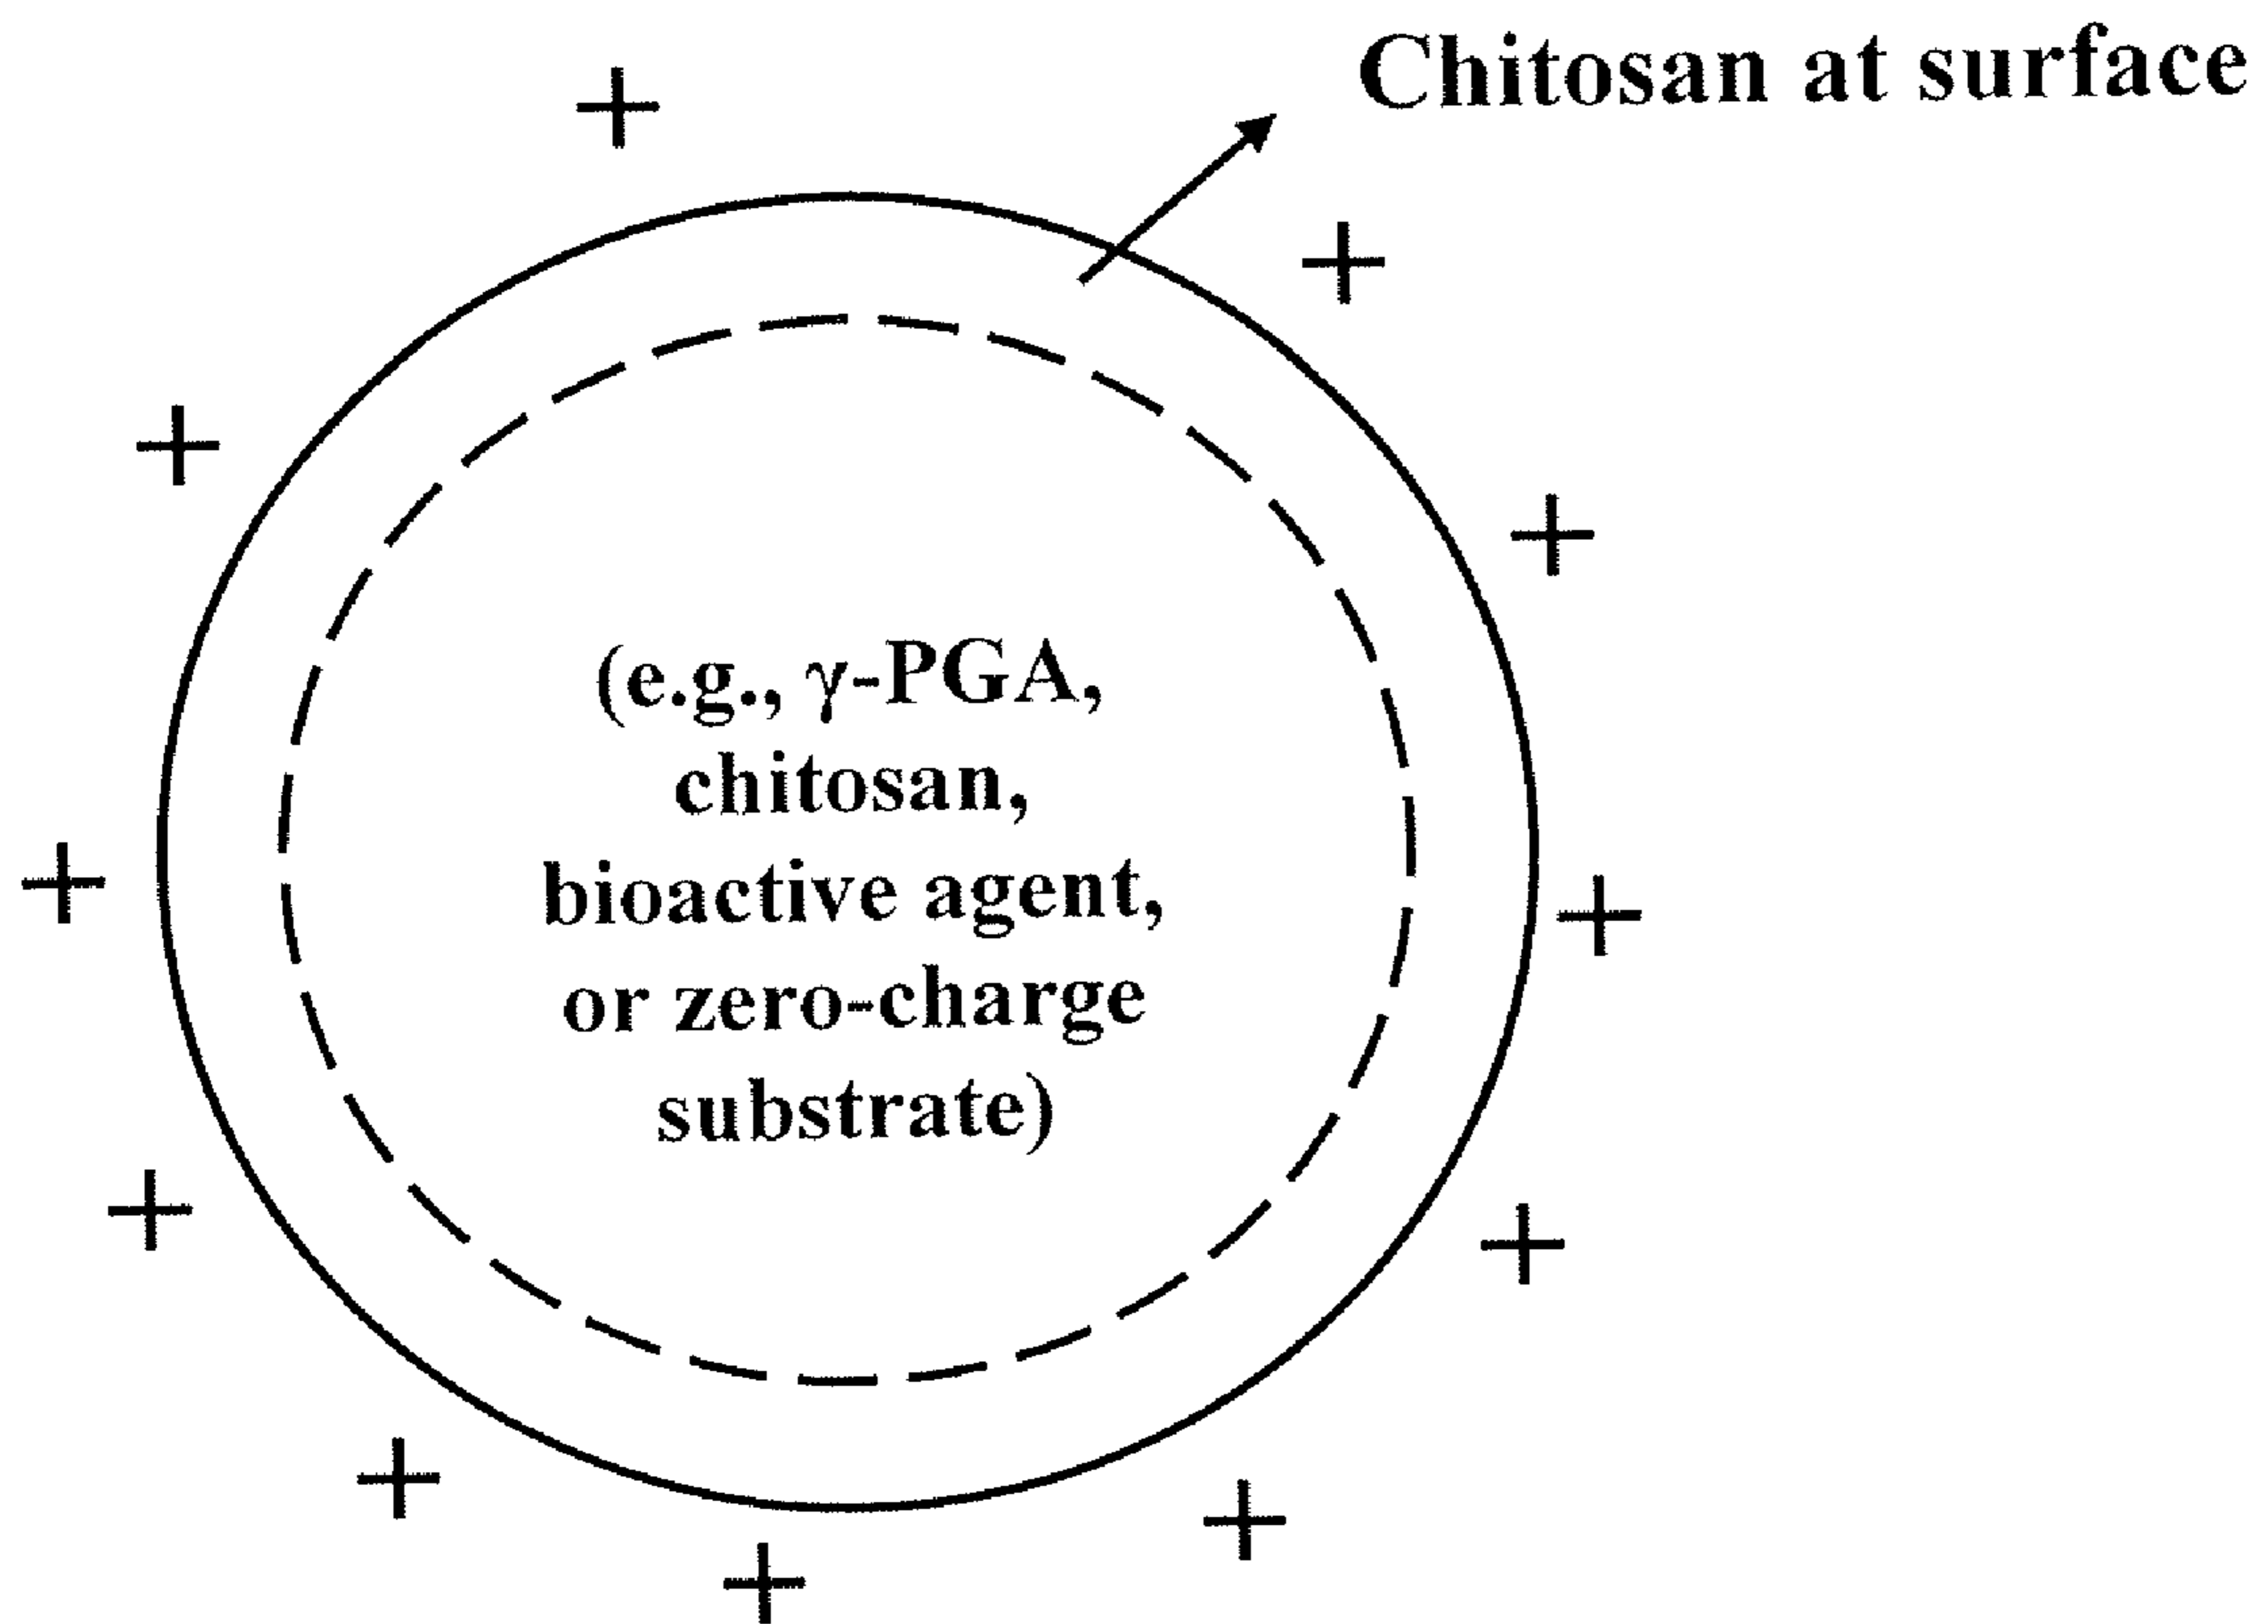 Chitosan at surface
(e.g., γ-PGA,
chitosan,
bioactive agent,
or zero-charge
substrate)
+
+
+
+
+
+
+
+
+
+
+